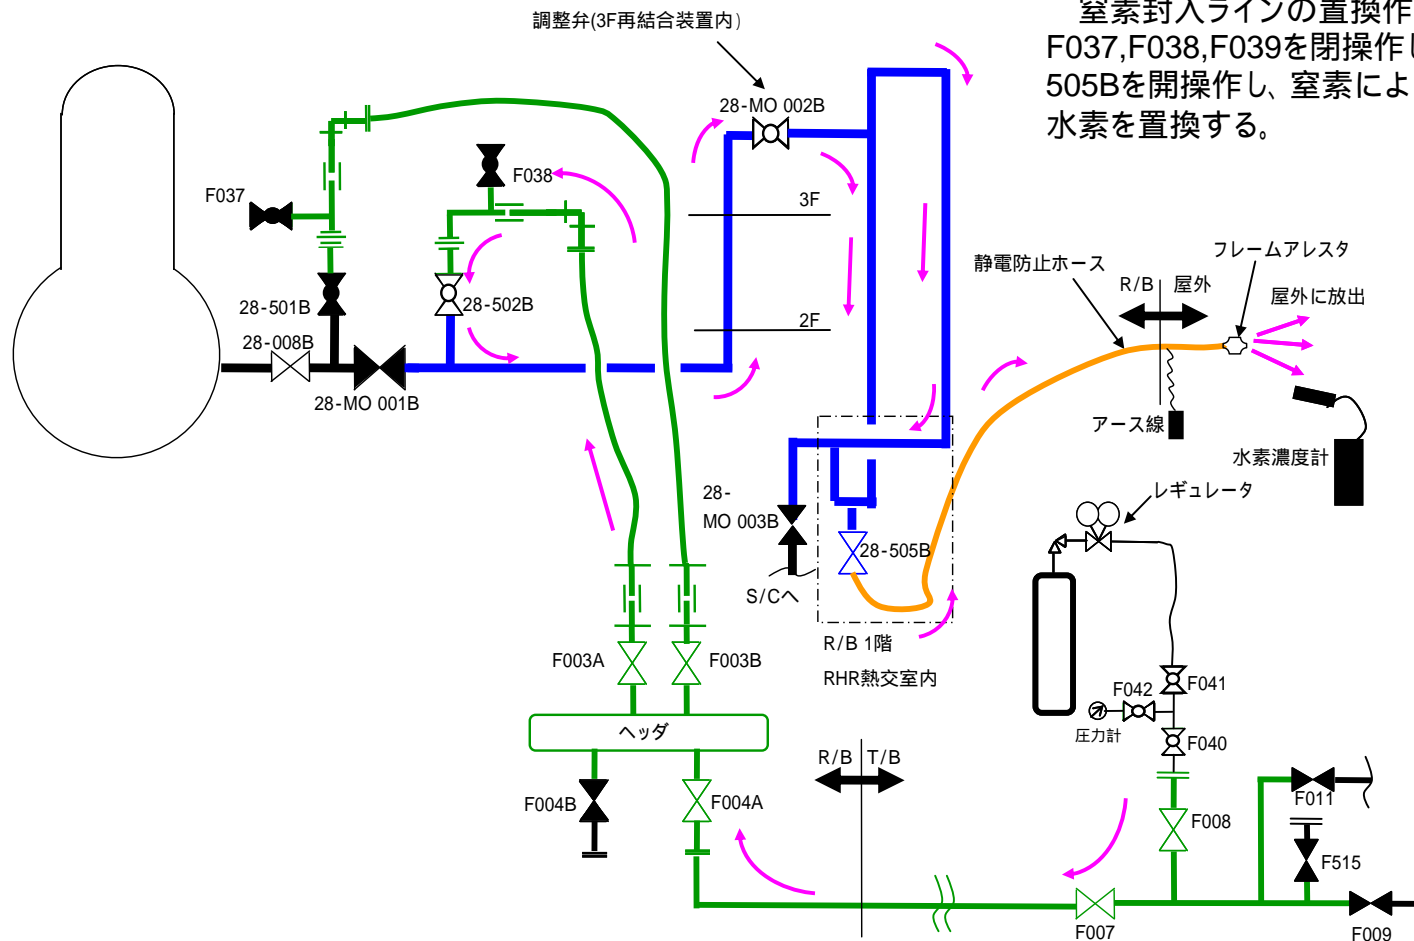 窒素封入ラインの置換作
F037,F038,F039を閉操作し
505Bを開操作し、窒素によ
水素を置換する。
調整弁(3F再結合装置内)
28-MO 002B
F037
F038
3F
28-501B
28-502B
2F
28-008B
28-MO 001B
静電防止ホース
フレームアレスタ
R/B
屋外
屋外に放出
アース線
水素濃度計
レギュレータ
28-
MO 003B
28-505B
S/Cへ
R/B 1階
RHR熱交室内
F003A
F003B
ヘッダ
F004B
F004A
R/B
T/B
F042
F041
圧力計
F040
F008
F011
F515
F007
F009